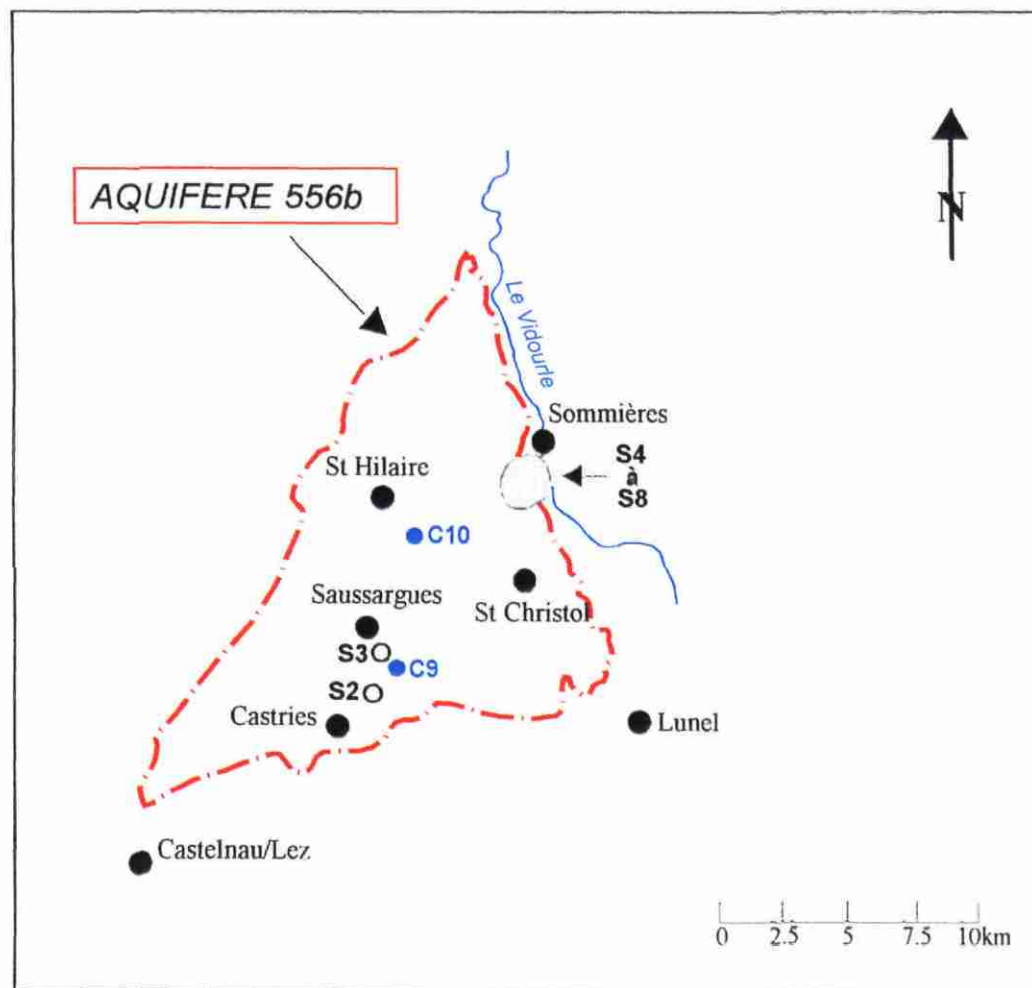 AQUIFERE 556b
N
Le Vidourle
Sommières
S4
à
S8
St Hilaire
C10
Saussargues
St Christol
S3
C9
S2
Castries
Lunel
Castelnau/Lez
0 2.5 5 7.5 10km